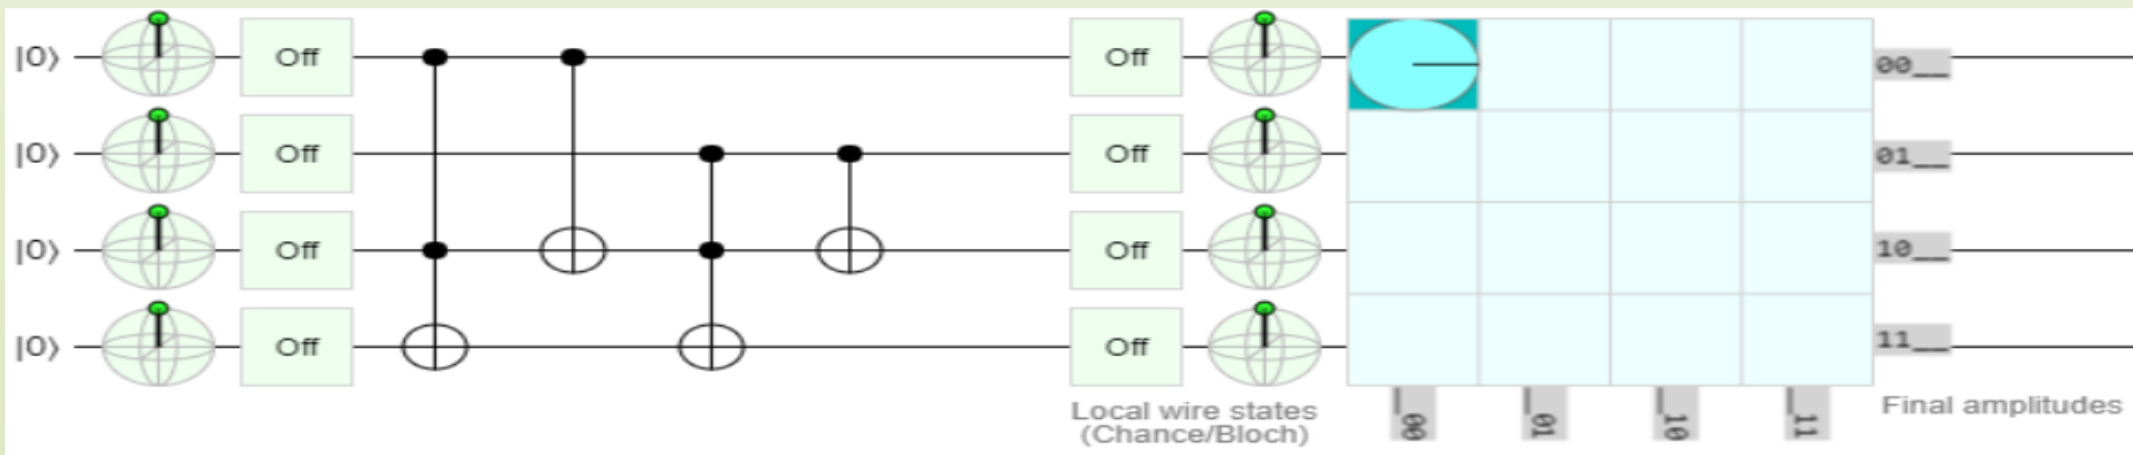 |0⟩ Off Off 00__
|0⟩ Off Off 01__
|0⟩ Off Off 10__
|0⟩ Off Off 11__
Local wire states
(Chance/Bloch)
__00 __01 __10 __11
Final amplitudes